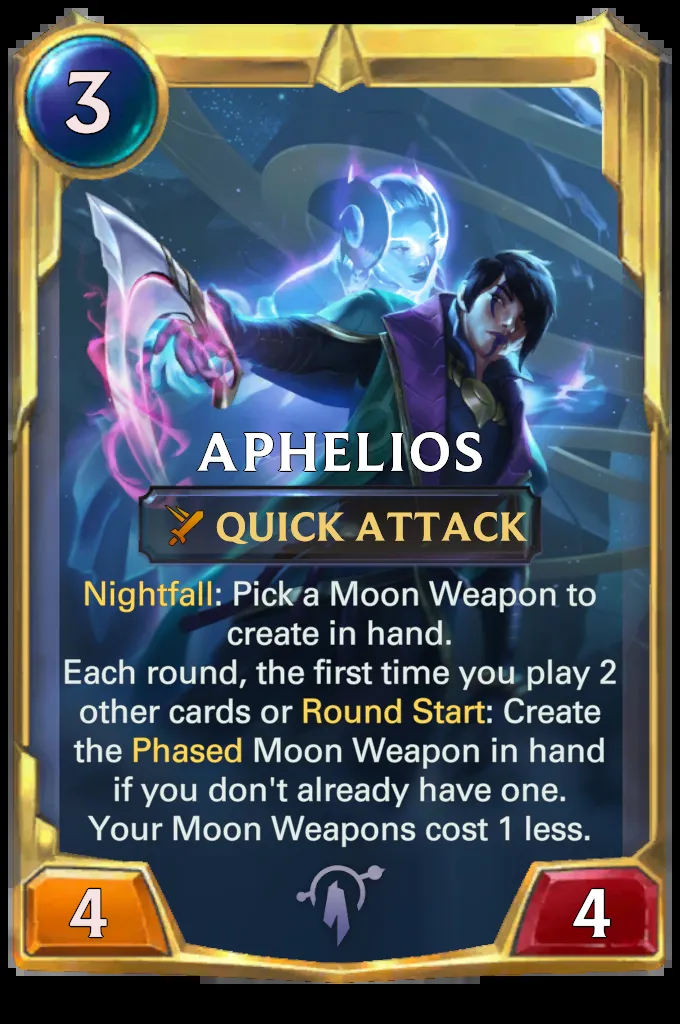 3
APHELIOS
QUICK ATTACK
Nightfall: Pick a Moon Weapon to
create in hand.
Each round, the first time you play 2
other cards or Round Start: Create
the Phased Moon Weapon in hand
if you don't already have one.
Your Moon Weapons cost 1 less.
4 4